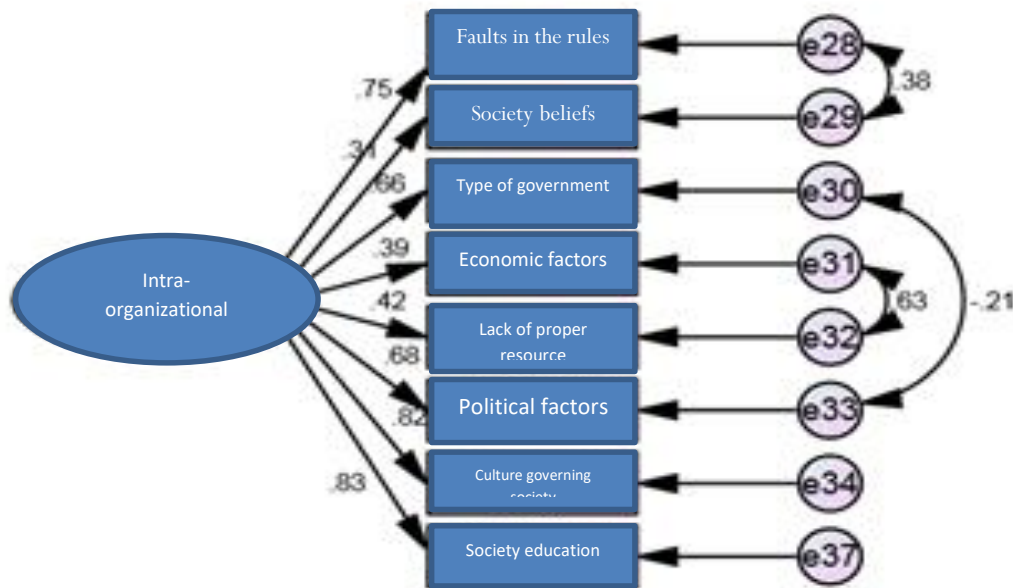 Faults in the rules
e28
.75
.38
Society beliefs
e29
.31
.66
Type of government
e30
.39
Economic factors
e31
Intra-
organizational
.42
.63
-.21
Lack of proper
resource
e32
.68
Political factors
e33
.82
Culture governing
society
e34
.83
Society education
e37